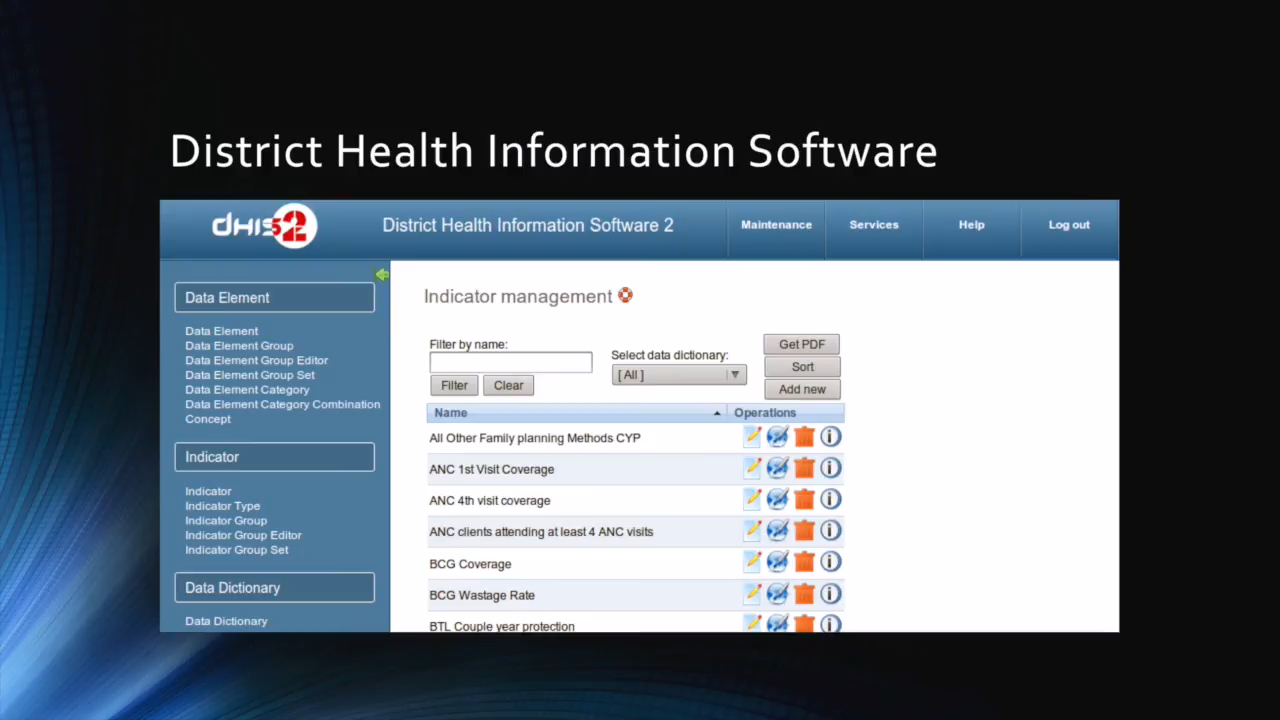 District Health Information Software
dHIS2
District Health Information Software 2
Maintenance
Services
Help
Log out
Data Element
Data Element
Data Element Group
Data Element Group Editor
Data Element Group Set
Data Element Category
Data Element Category Combination
Concept
Indicator
Indicator
Indicator Type
Indicator Group
Indicator Group Editor
Indicator Group Set
Data Dictionary
Data Dictionary
Indicator management
Filter by name:
Filter
Clear
Select data dictionary:
[ All ]
Get PDF
Sort
Add new
Name
Operations
All Other Family planning Methods CYP
ANC 1st Visit Coverage
ANC 4th visit coverage
ANC clients attending at least 4 ANC visits
BCG Coverage
BCG Wastage Rate
BTL Couple year protection